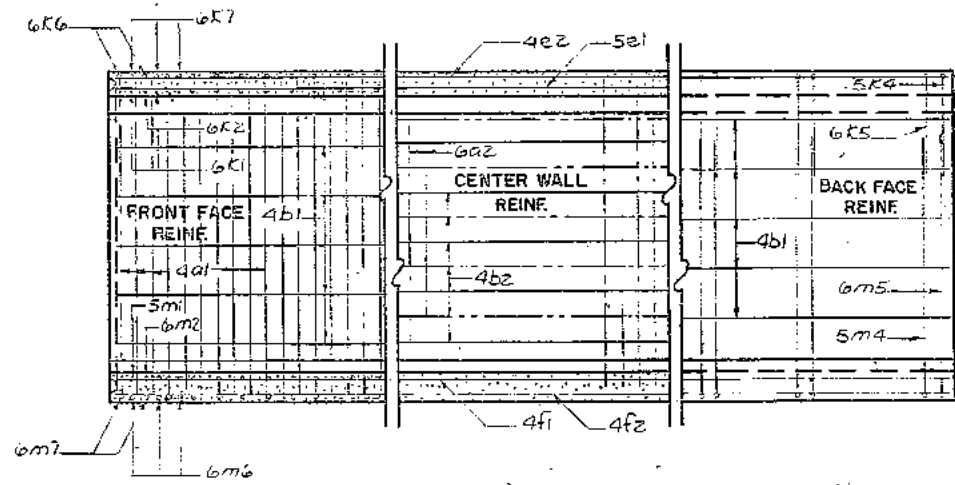 6K6
6K7
4e2
5e1
5K4
6K2
6K5
6K1
6a2
CENTER WALL
REINF.
BACK FACE
REINF.
FRONT FACE
REINF.
4b1
4b1
4a1
4b2
6m5
5m1
6m2
5m4
4f1
4f2
6m7
6m6